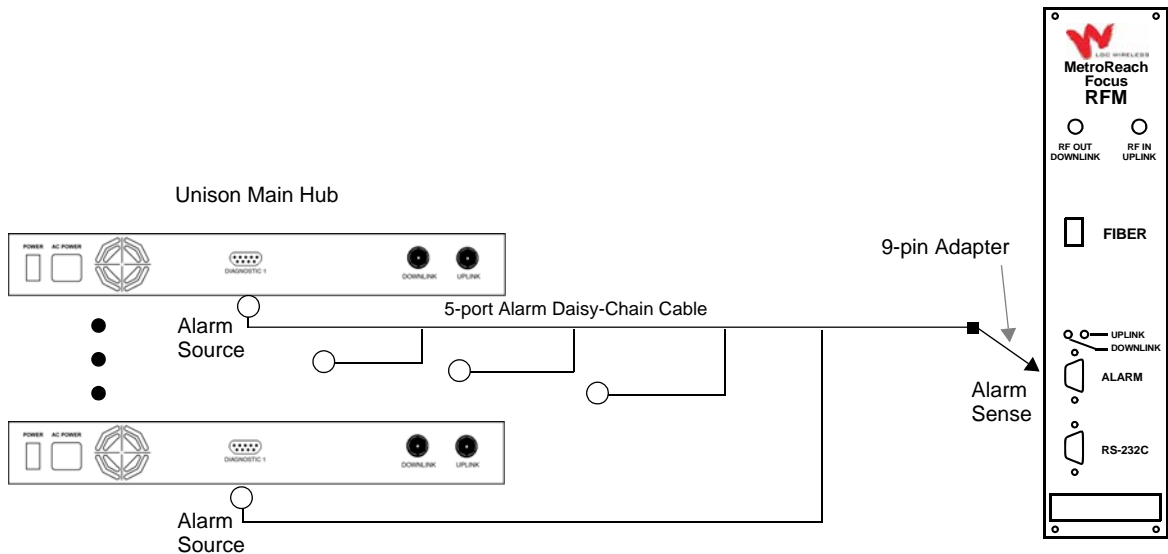 LGC WIRELESS
MetroReach
Focus
RFM
RF OUT
DOWNLINK
RF IN
UPLINK
Unison Main Hub
POWER
AC POWER
DIAGNOSTIC 1
DOWNLINK
UPLINK
FIBER
9-pin Adapter
5-port Alarm Daisy-Chain Cable
Alarm
Source
UPLINK
DOWNLINK
ALARM
Alarm
Sense
POWER
AC POWER
DIAGNOSTIC 1
DOWNLINK
UPLINK
RS-232C
Alarm
Source